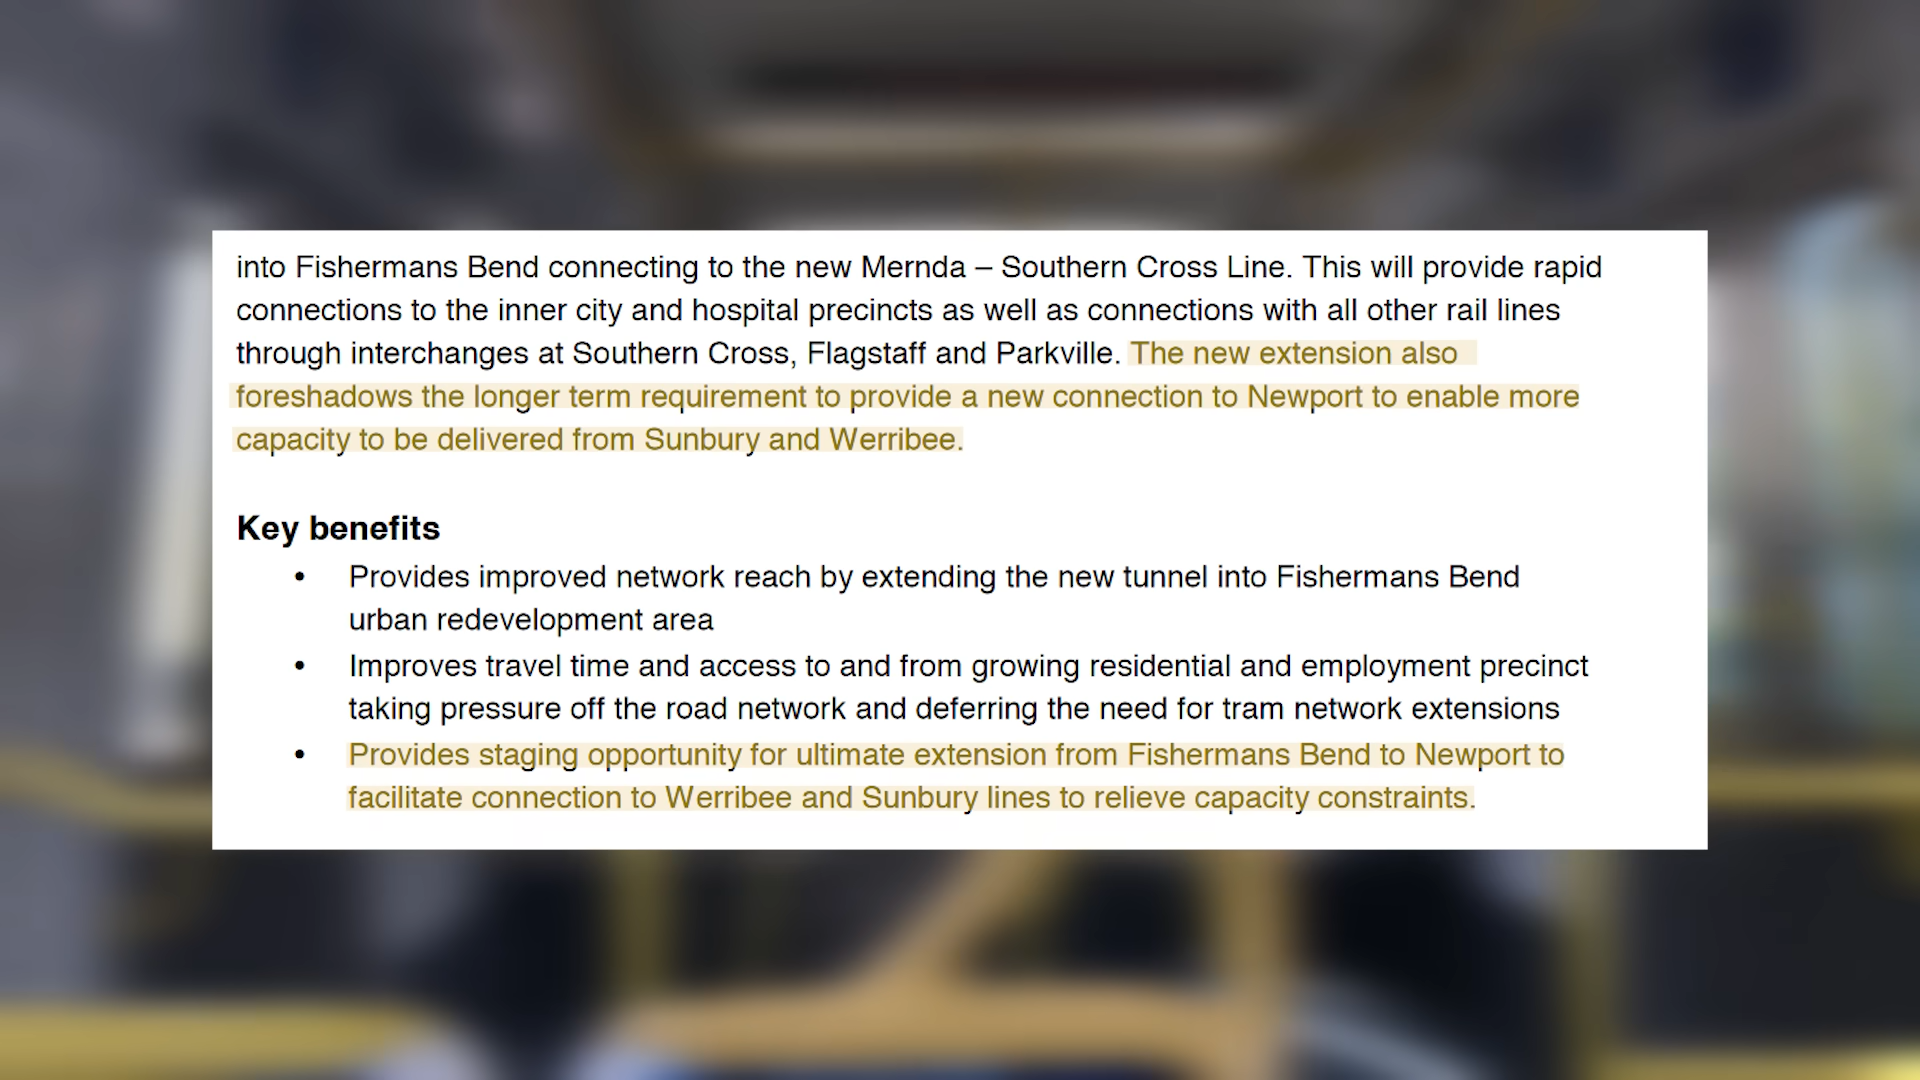 into Fishermans Bend connecting to the new Mernda – Southern Cross Line. This will provide rapid
connections to the inner city and hospital precincts as well as connections with all other rail lines
through interchanges at Southern Cross, Flagstaff and Parkville. The new extension also
foreshadows the longer term requirement to provide a new connection to Newport to enable more
capacity to be delivered from Sunbury and Werribee.
Key benefits
• Provides improved network reach by extending the new tunnel into Fishermans Bend
urban redevelopment area
• Improves travel time and access to and from growing residential and employment precinct
taking pressure off the road network and deferring the need for tram network extensions
• Provides staging opportunity for ultimate extension from Fishermans Bend to Newport to
facilitate connection to Werribee and Sunbury lines to relieve capacity constraints.